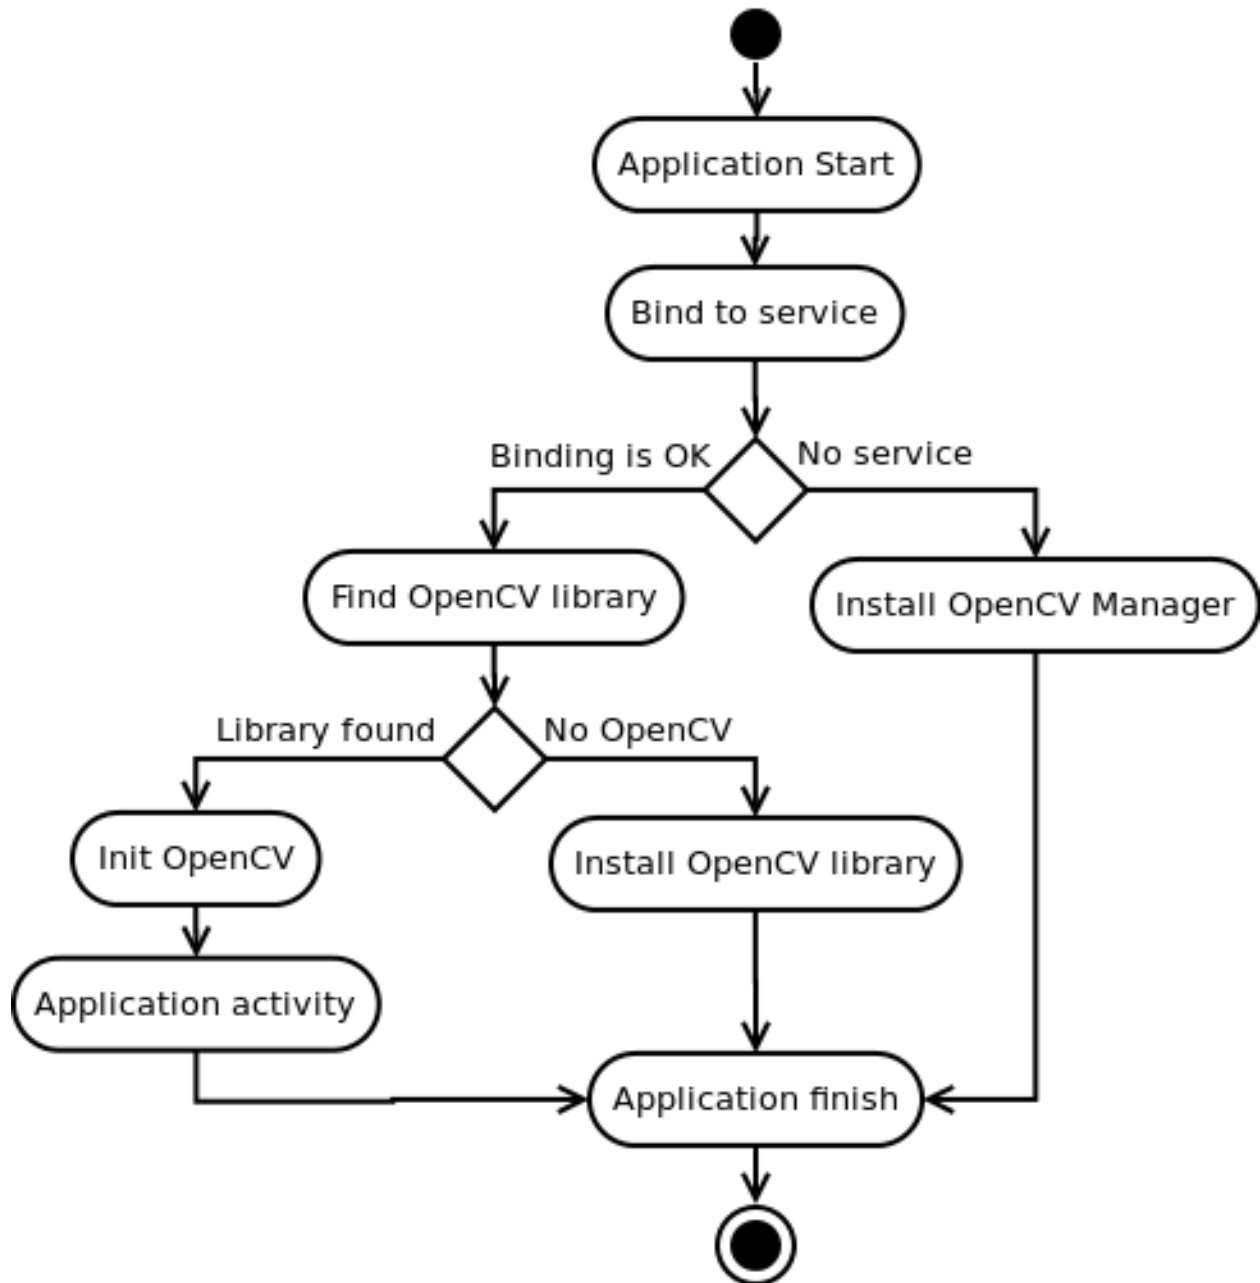 Application Start
Bind to service
Binding is OK
No service
Find OpenCV library
Install OpenCV Manager
Library found
No OpenCV
Init OpenCV
Install OpenCV library
Application activity
Application finish